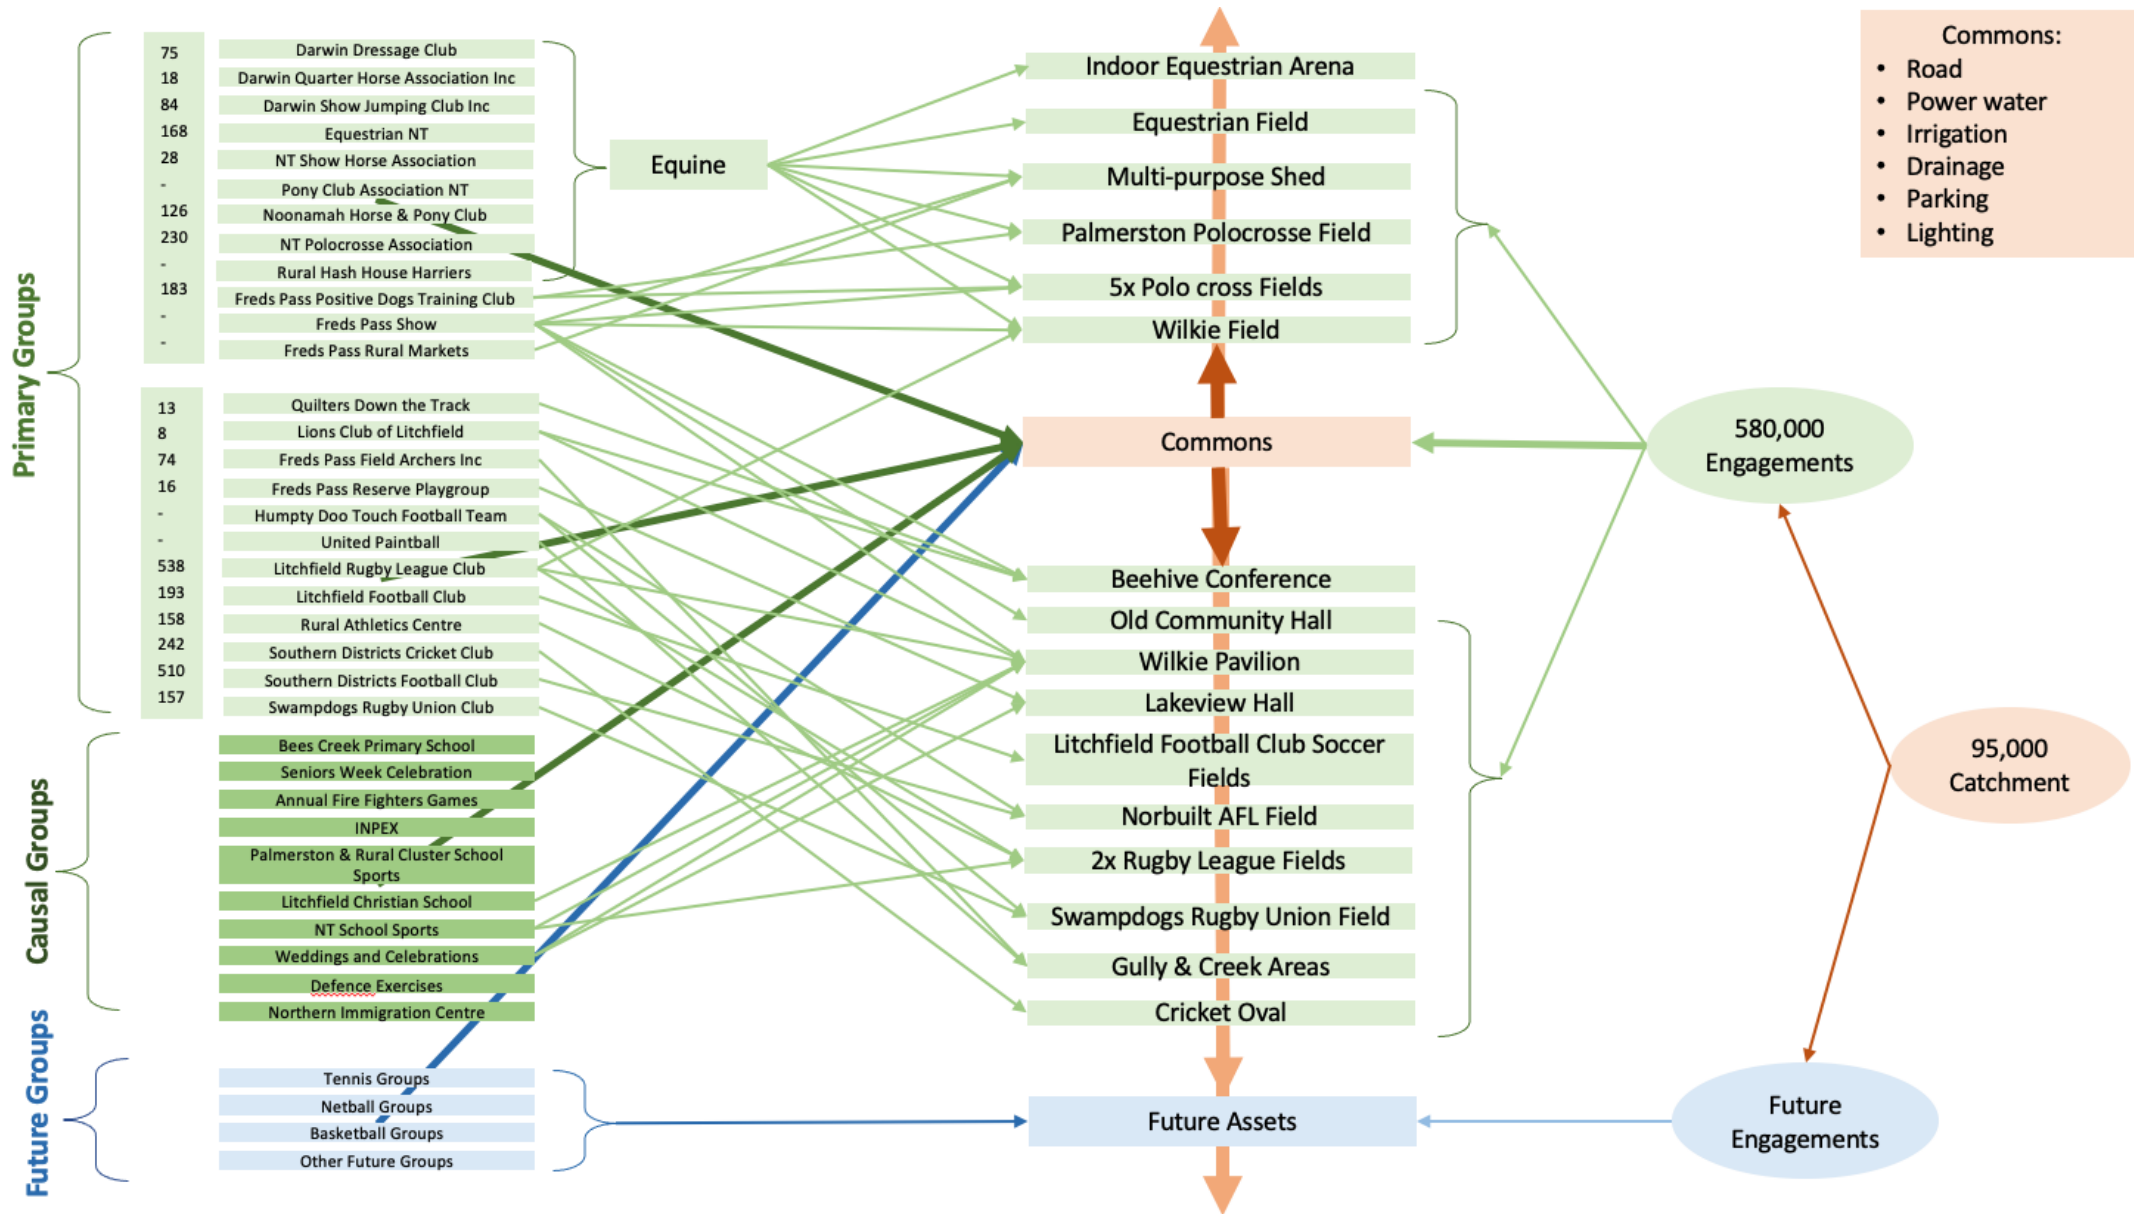 Primary Groups
75
18
84
168
28
-
126
230
-
183
-
-
Darwin Dressage Club
Darwin Quarter Horse Association Inc
Darwin Show Jumping Club Inc
Equestrian NT
NT Show Horse Association
Pony Club Association NT
Noonamah Horse & Pony Club
NT Polocrosse Association
Rural Hash House Harriers
Freds Pass Positive Dogs Training Club
Freds Pass Show
Freds Pass Rural Markets
13
8
74
16
-
-
538
193
158
242
510
157
Quilters Down the Track
Lions Club of Litchfield
Freds Pass Field Archers Inc
Freds Pass Reserve Playgroup
Humpty Doo Touch Football Team
United Paintball
Litchfield Rugby League Club
Litchfield Football Club
Rural Athletics Centre
Southern Districts Cricket Club
Southern Districts Football Club
Swampdogs Rugby Union Club
Causal Groups
Bees Creek Primary School
Seniors Week Celebration
Annual Fire Fighters Games
INPEX
Palmerston & Rural Cluster School
Sports
Litchfield Christian School
NT School Sports
Weddings and Celebrations
Defence Exercises
Northern Immigration Centre
Future Groups
Tennis Groups
Netball Groups
Basketball Groups
Other Future Groups
Equine
Indoor Equestrian Arena
Equestrian Field
Multi-purpose Shed
Palmerston Polocrosse Field
5x Polo cross Fields
Wilkie Field
Commons
Beehive Conference
Old Community Hall
Wilkie Pavilion
Lakeview Hall
Litchfield Football Club Soccer
Fields
Norbuilt AFL Field
2x Rugby League Fields
Swampdogs Rugby Union Field
Gully & Creek Areas
Cricket Oval
Future Assets
Commons:
• Road
• Power water
• Irrigation
• Drainage
• Parking
• Lighting
580,000
Engagements
95,000
Catchment
Future
Engagements